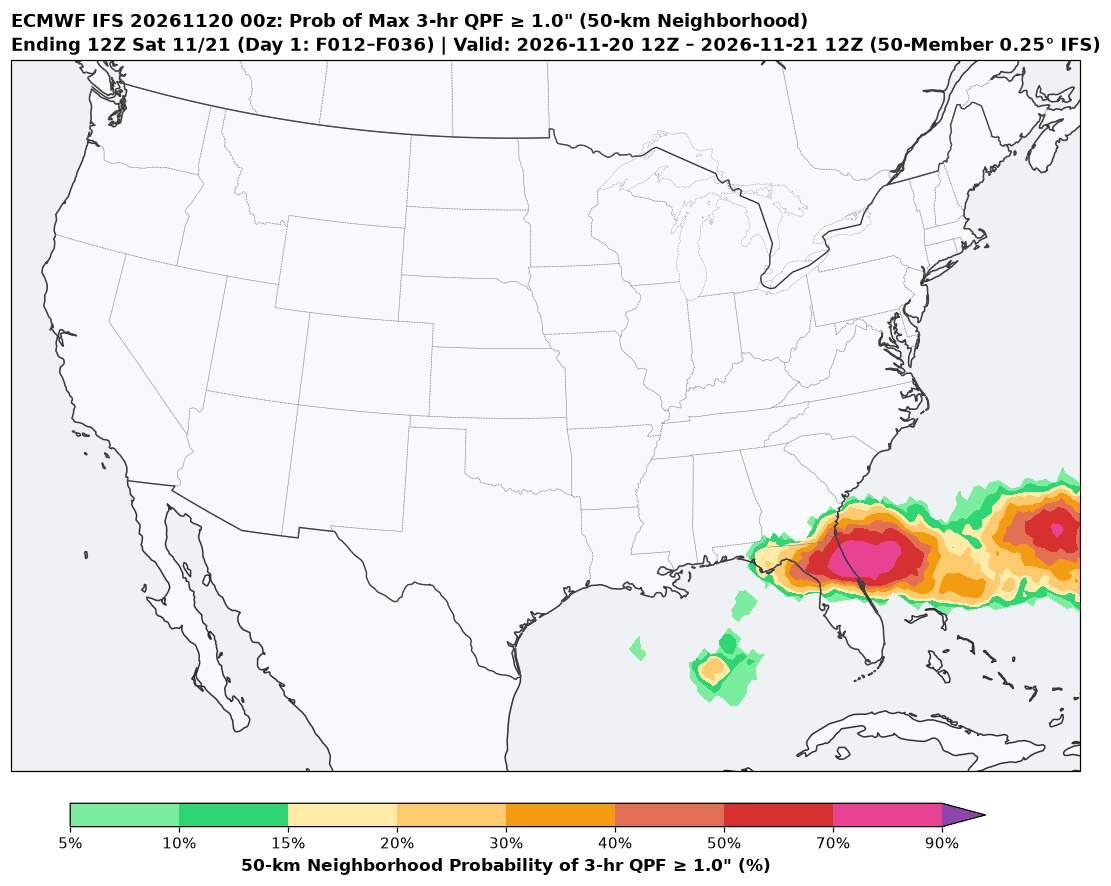 ECMWF IFS 20261120 00z: Prob of Max 3-hr QPF ≥ 1.0" (50-km Neighborhood)
Ending 12Z Sat 11/21 (Day 1: F012–F036) | Valid: 2026-11-20 12Z – 2026-11-21 12Z (50-Member 0.25° IFS)
5% 10% 15% 20% 30% 40% 50% 70% 90%
50-km Neighborhood Probability of 3-hr QPF ≥ 1.0" (%)